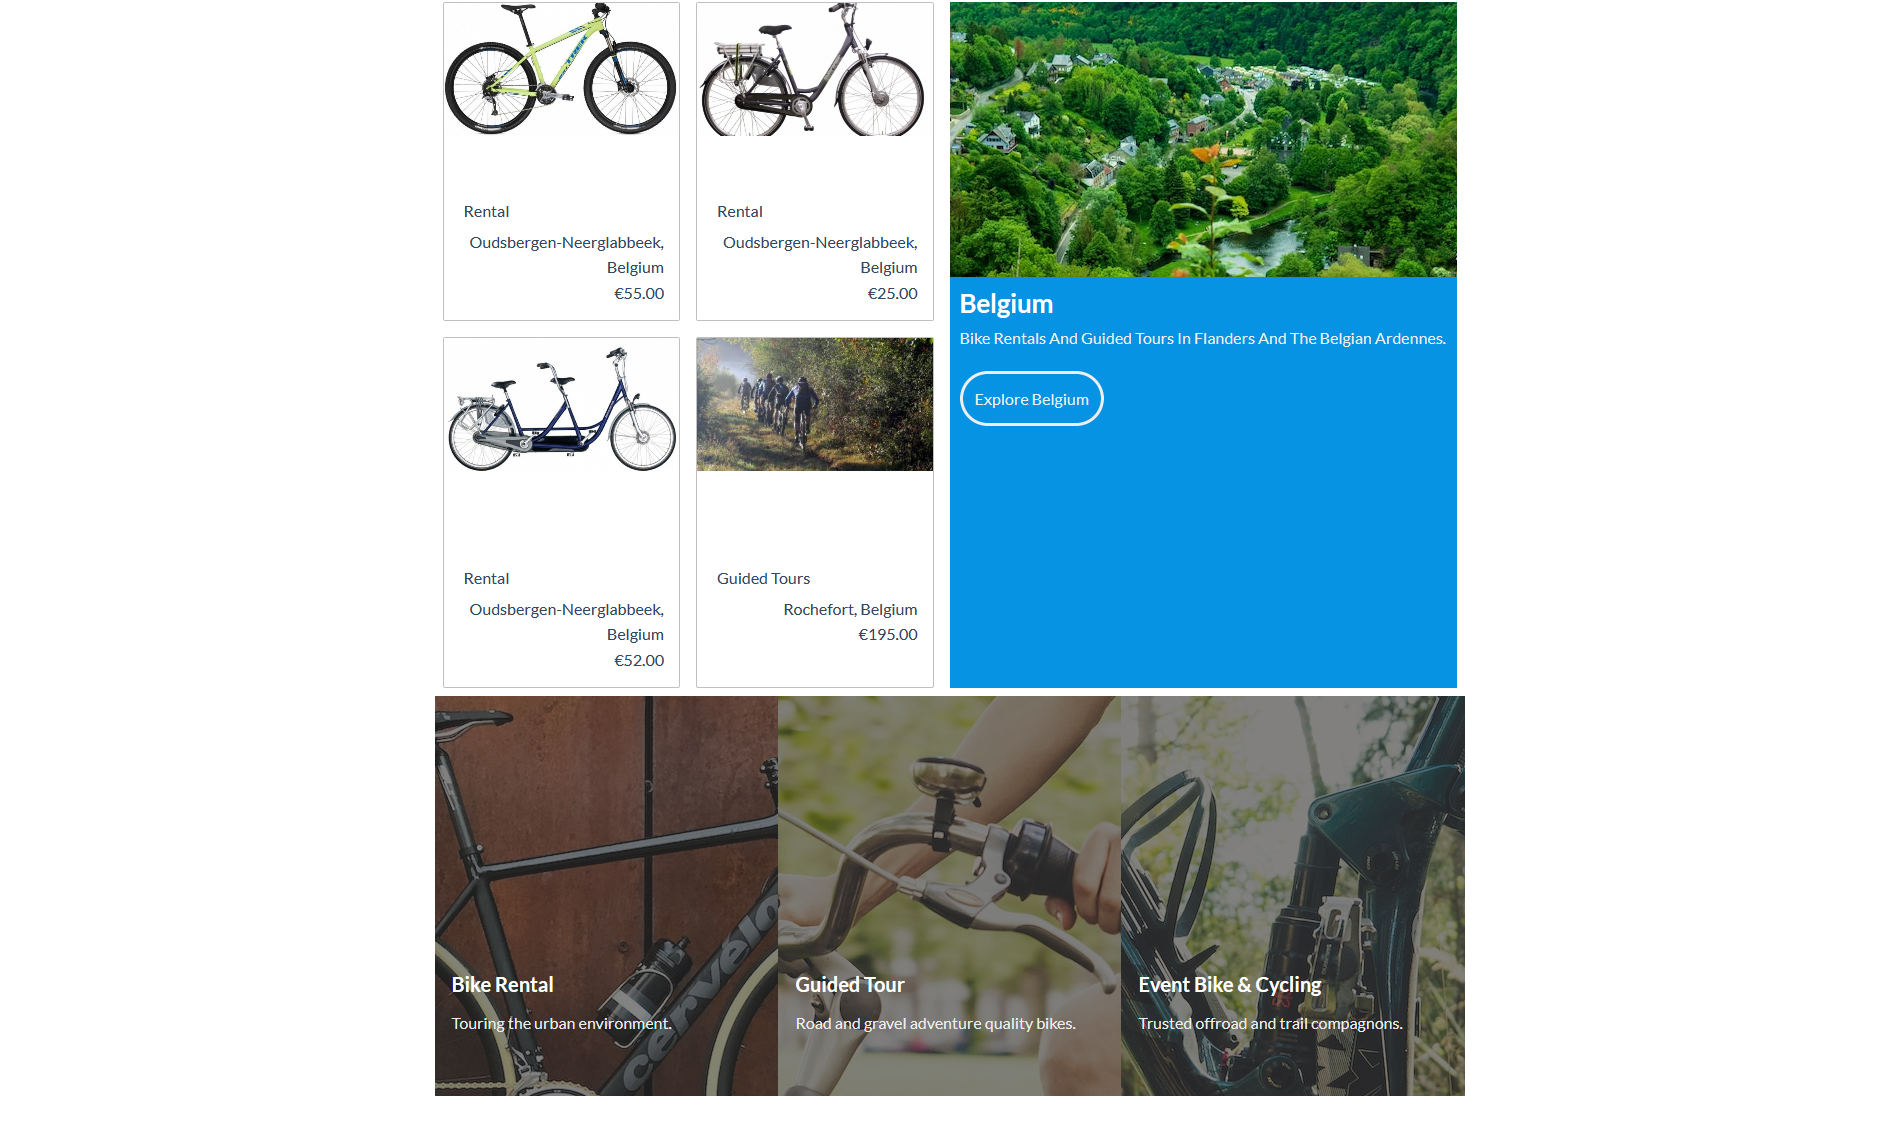 Rental
Oudsbergen-Neerglabbeek,
Belgium
€55.00
Rental
Oudsbergen-Neerglabbeek,
Belgium
€25.00
Belgium
Bike Rentals And Guided Tours In Flanders And The Belgian Ardennes.
Explore Belgium
Rental
Oudsbergen-Neerglabbeek,
Belgium
€52.00
Guided Tours
Rochefort, Belgium
€195.00
cervélo
Bike Rental
Touring the urban environment.
Guided Tour
Road and gravel adventure quality bikes.
Event Bike & Cycling
Trusted offroad and trail compagnons.